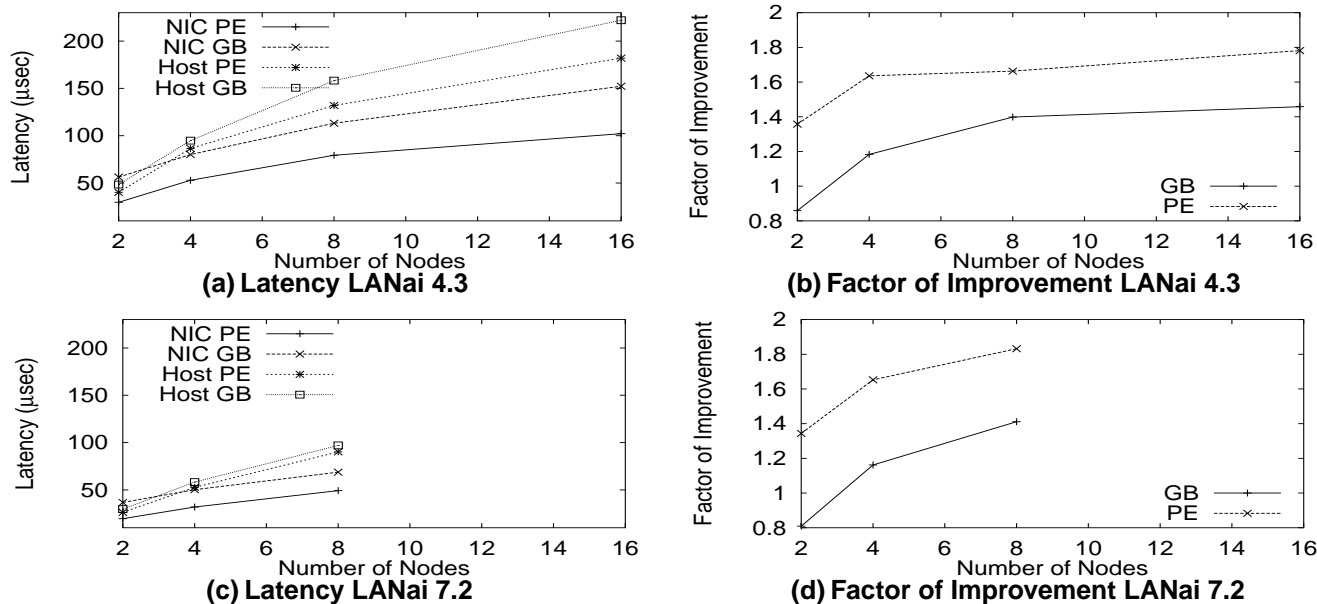 Latency (μsec)
200
150
100
50
NIC PE
NIC GB
Host PE
Host GB
2 4 6 8 10 12 14 16
Number of Nodes
(a) Latency LANai 4.3
Factor of Improvement
2
1.8
1.6
1.4
1.2
1
0.8
GB
PE
2 4 6 8 10 12 14 16
Number of Nodes
(b) Factor of Improvement LANai 4.3
Latency (μsec)
200
150
100
50
NIC PE
NIC GB
Host PE
Host GB
2 4 6 8 10 12 14 16
Number of Nodes
(c) Latency LANai 7.2
Factor of Improvement
2
1.8
1.6
1.4
1.2
1
0.8
GB
PE
2 4 6 8 10 12 14 16
Number of Nodes
(d) Factor of Improvement LANai 7.2